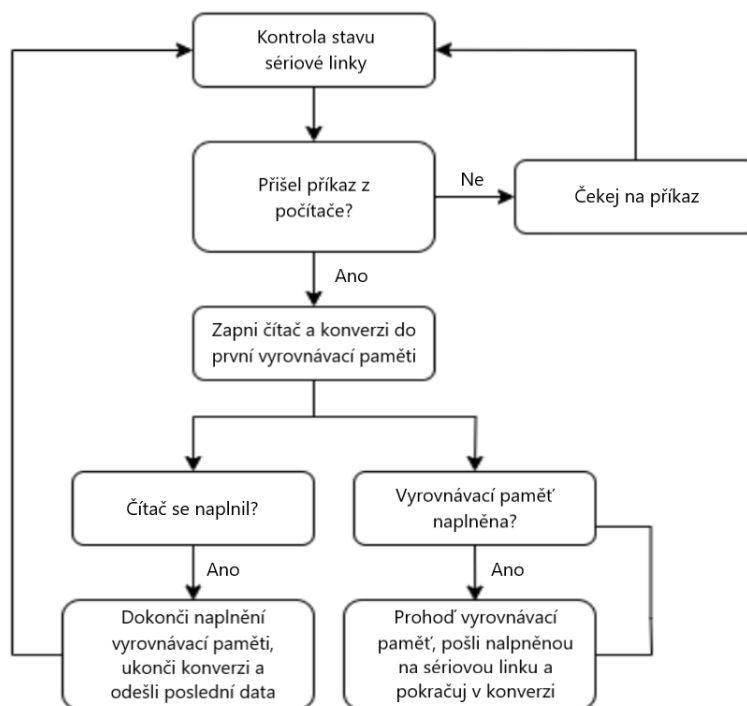 Kontrola stavu
sériové linky
Přišel příkaz z
počítače?
Ne
Čekej na příkaz
Ano
Zapni čítač a konverzi do
první vyrovnávací paměti
Čítač se naplnil?
Vyrovnávací paměť
naplněna?
Ano
Ano
Dokonči naplnění
vyrovnávací paměti,
ukonči konverzi a
odešli poslední data
Prohoď vyrovnávací
paměť, pošli nalpněnou
na sériovou linku a
pokračuj v konverzi